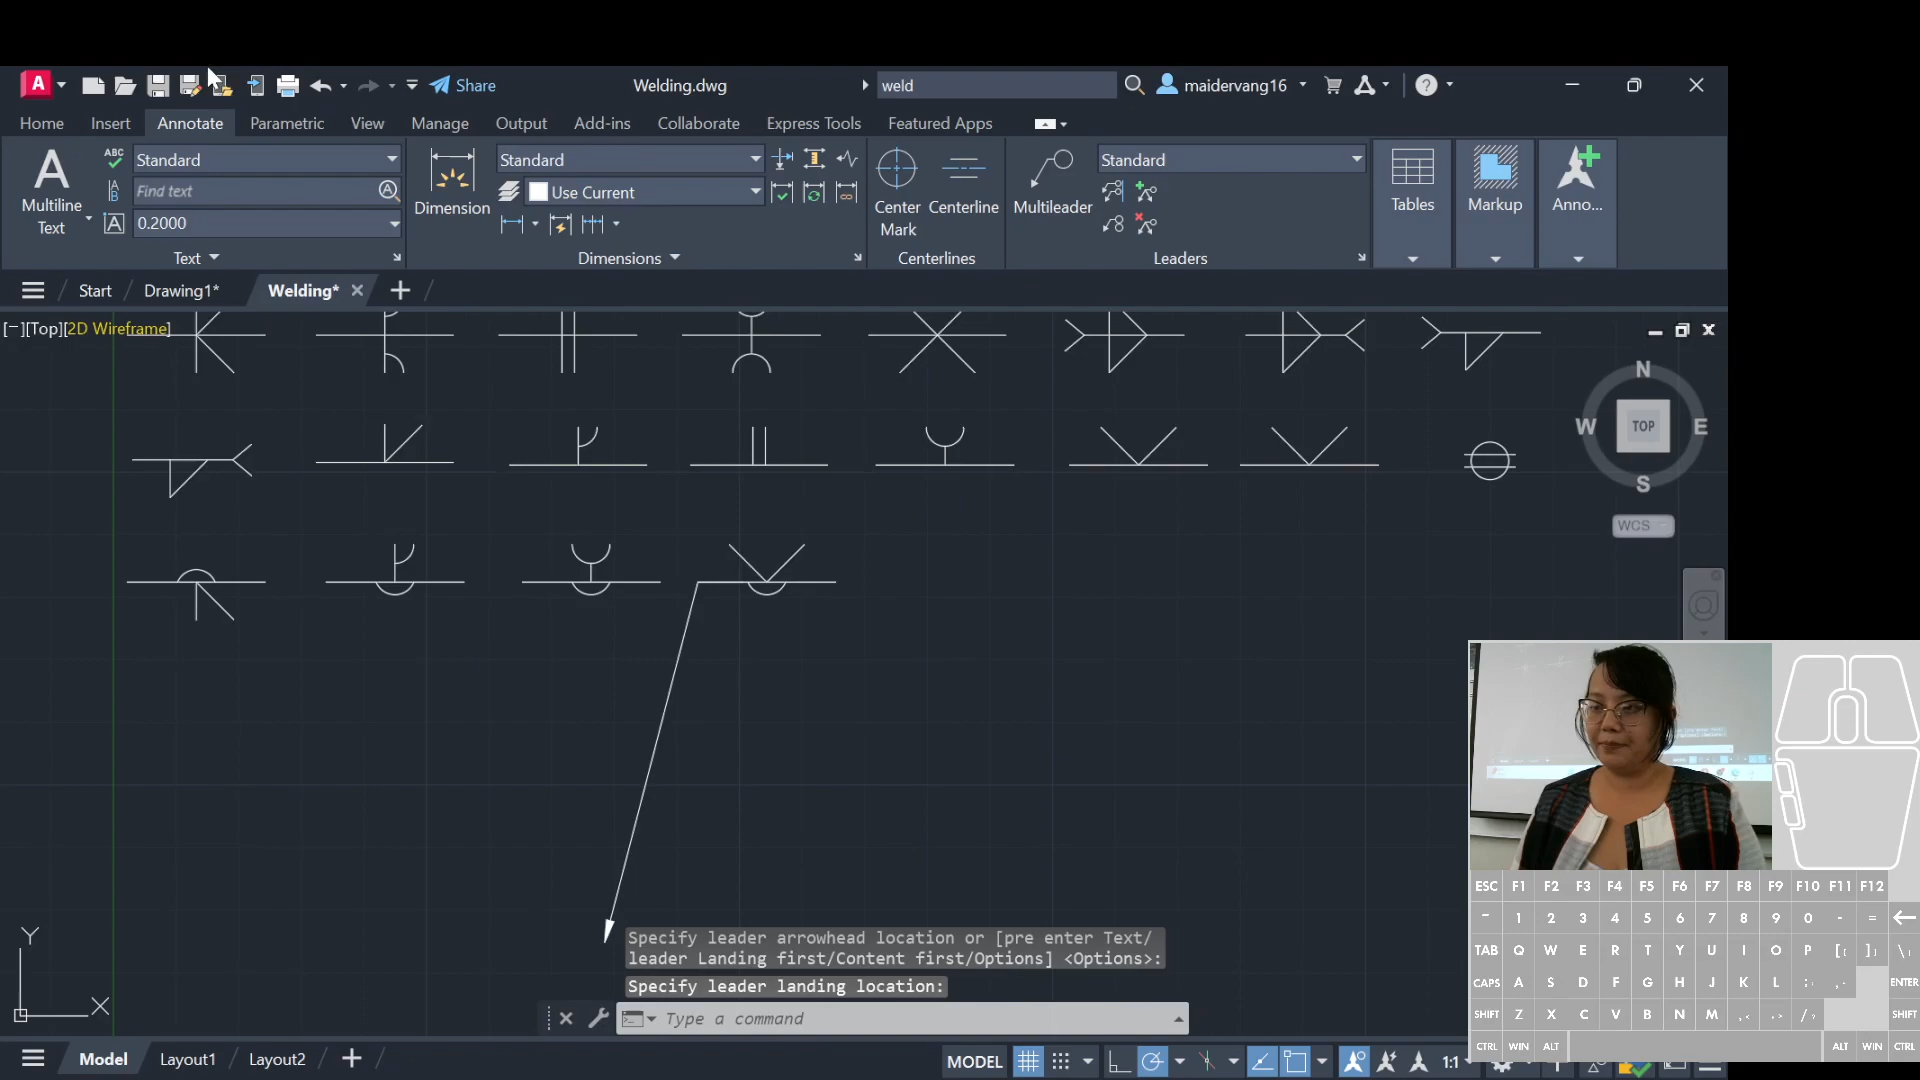 A
Share
Welding.dwg
weld
maidervang16
?
Home
Insert
Annotate
Parametric
View
Manage
Output
Add-ins
Collaborate
Express Tools
Featured Apps
A
Multiline
Text
ABC
Standard
Find text
0.2000
Text
Dimension
Standard
Use Current
Dimensions
Center
Mark
Centerline
Centerlines
Multileader
Standard
Leaders
Tables
Markup
Anno...
Start
Drawing1*
Welding*
[−][Top][2D Wireframe]
N
W
TOP
E
S
WCS
Y
X
Specify leader arrowhead location or [pre enter Text/
leader Landing first/Content first/Options] <Options>:
Specify leader landing location:
Type a command
Model
Layout1
Layout2
MODEL
1:1
ESC F1 F2 F3 F4 F5 F6 F7 F8 F9 F10 F11 F12
~ 1 2 3 4 5 6 7 8 9 0 - =
TAB Q W E R T Y U I O P [{ ]} \|
CAPS A S D F G H J K L ;: ENTER
SHIFT Z X C V B N M ,< .> /? SHIFT
CTRL WIN ALT ALT WIN CTRL